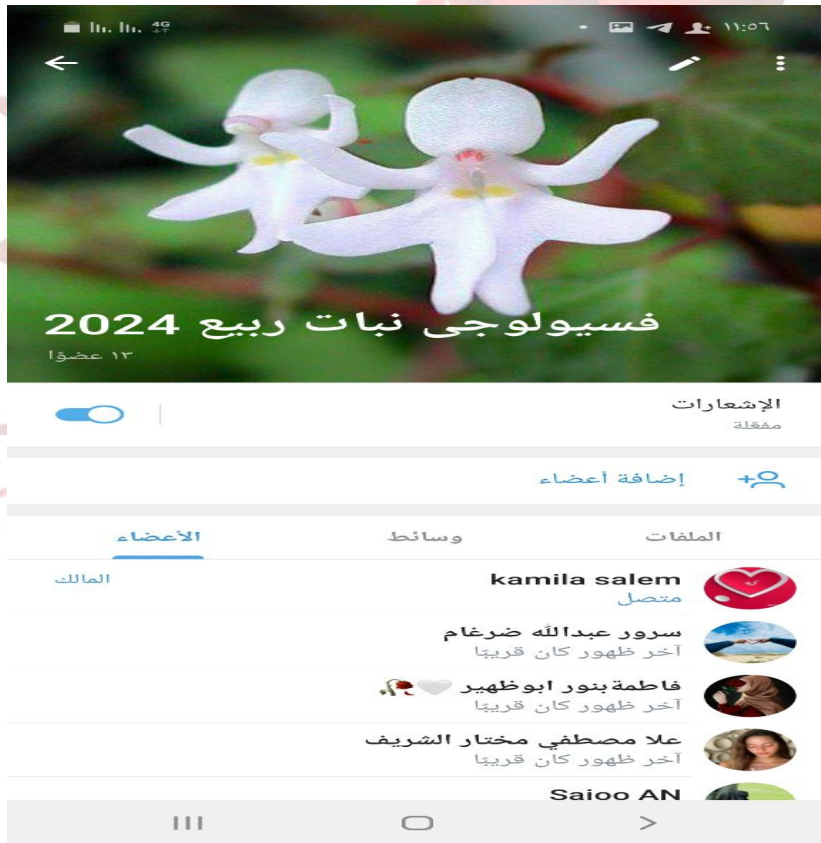 4G ١١:٥٦
فسيولوجى نبات ربيع 2024
١٣ عضوًا
الإشعارات
مفعّلة
إضافة أعضاء
الملفات وسائط الأعضاء
kamila salem المالك
متصل
سرور عبدالله ضرغام
آخر ظهور كان قريبًا
فاطمةبنور ابوظهير 🤍🥀
آخر ظهور كان قريبًا
علا مصطفي مختار الشريف
آخر ظهور كان قريبًا
Saioo AN